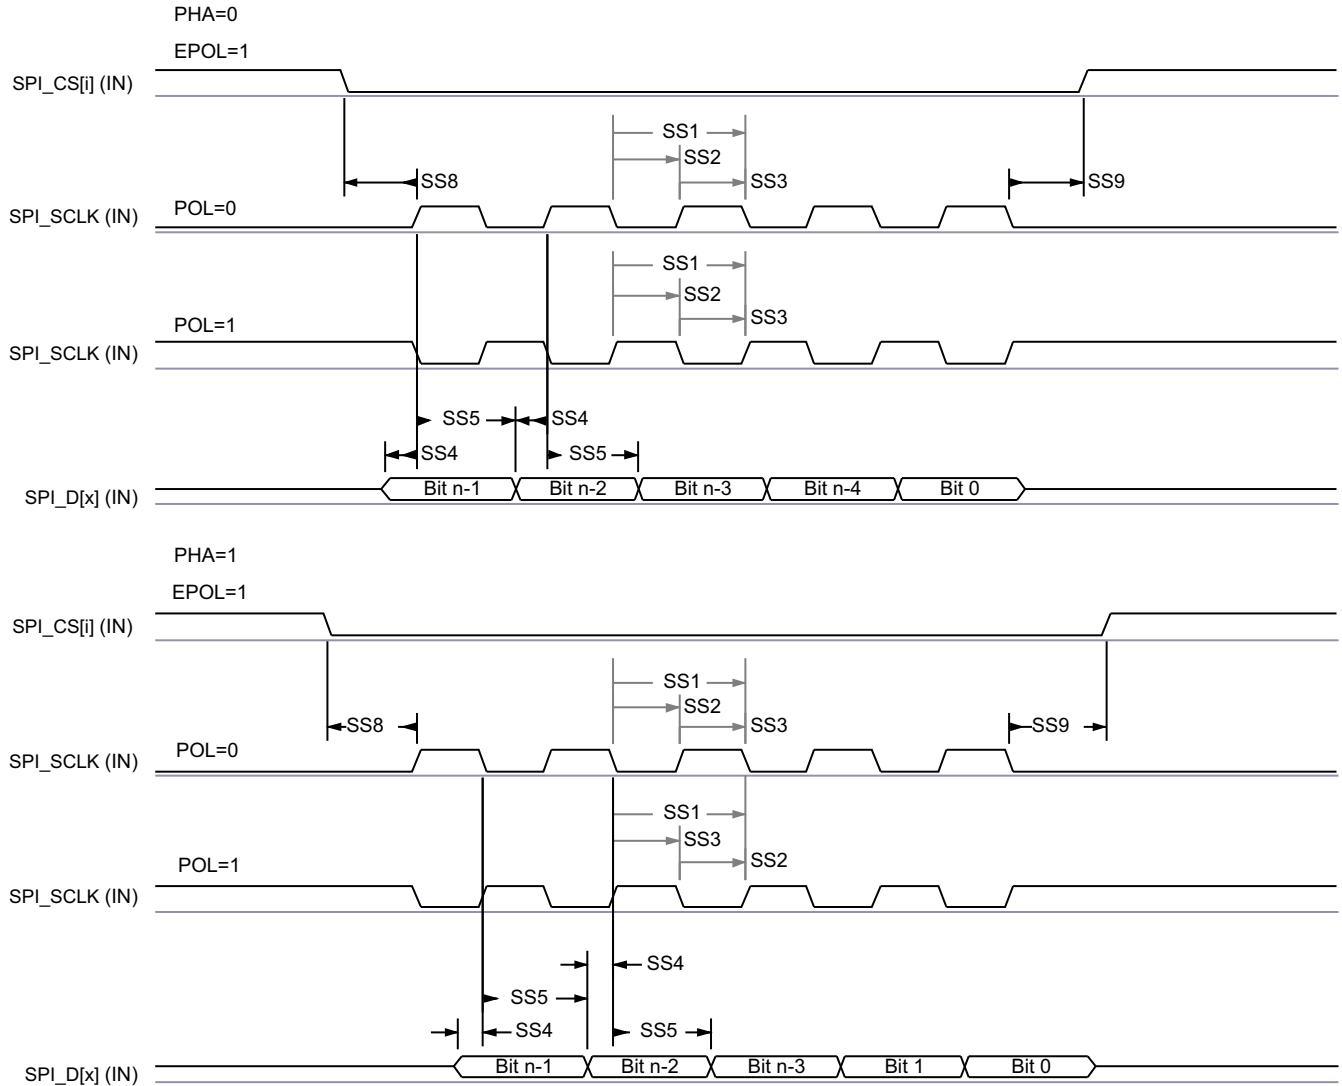 PHA=0
EPOL=1
SPI_CS[i] (IN)
SS1
SS2
SS8
SS3
SS9
POL=0
SPI_SCLK (IN)
SS1
SS2
SS3
POL=1
SPI_SCLK (IN)
SS5
SS4
SS4
SS5
SPI_D[x] (IN)
Bit n-1
Bit n-2
Bit n-3
Bit n-4
Bit 0
PHA=1
EPOL=1
SPI_CS[i] (IN)
SS1
SS2
SS8
SS3
SS9
POL=0
SPI_SCLK (IN)
SS1
SS3
SS2
POL=1
SPI_SCLK (IN)
SS4
SS5
SS4
SS5
SPI_D[x] (IN)
Bit n-1
Bit n-2
Bit n-3
Bit 1
Bit 0